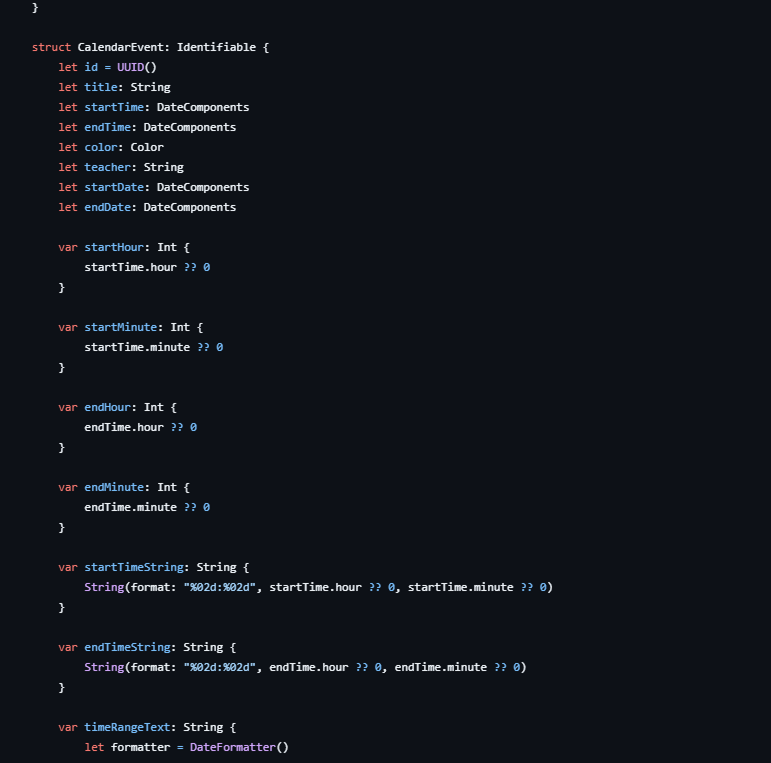 }
struct CalendarEvent: Identifiable {
let id = UUID()
let title: String
let startTime: DateComponents
let endTime: DateComponents
let color: Color
let teacher: String
let startDate: DateComponents
let endDate: DateComponents
var startHour: Int {
startTime.hour ?? 0
}
var startMinute: Int {
startTime.minute ?? 0
}
var endHour: Int {
endTime.hour ?? 0
}
var endMinute: Int {
endTime.minute ?? 0
}
var startTimeString: String {
String(format: "%02d:%02d", startTime.hour ?? 0, startTime.minute ?? 0)
}
var endTimeString: String {
String(format: "%02d:%02d", endTime.hour ?? 0, endTime.minute ?? 0)
}
var timeRangeText: String {
let formatter = DateFormatter()